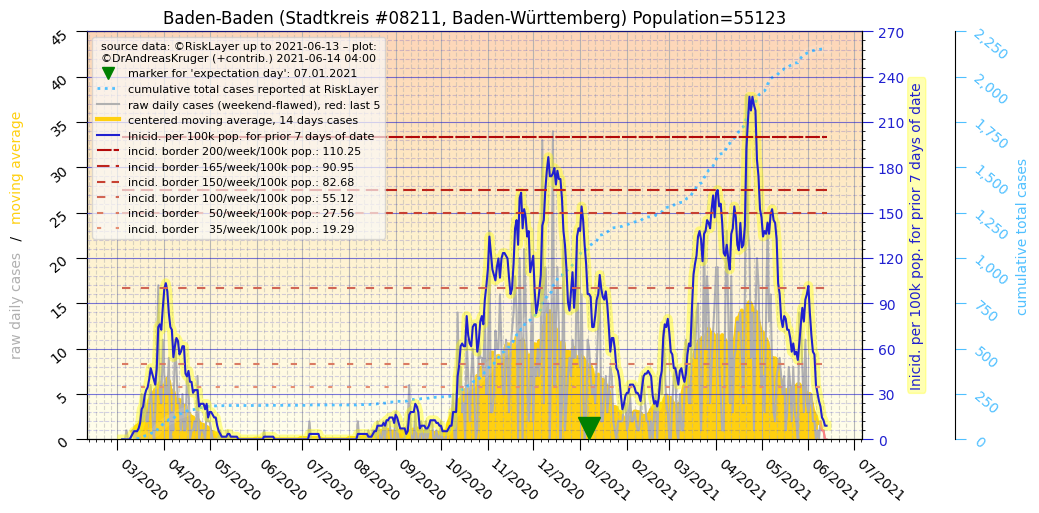 Baden-Baden (Stadtkreis #08211, Baden-Württemberg) Population=55123
source data: ©RiskLayer up to 2021-06-13 – plot:
©DrAndreasKruger (+contrib.) 2021-06-14 04:00
marker for 'expectation day': 07.01.2021
cumulative total cases reported at RiskLayer
raw daily cases (weekend-flawed), red: last 5
centered moving average, 14 days cases
Inicid. per 100k pop. for prior 7 days of date
incid. border 200/week/100k pop.: 110.25
incid. border 165/week/100k pop.: 90.95
incid. border 150/week/100k pop.: 82.68
incid. border 100/week/100k pop.: 55.12
incid. border   50/week/100k pop.: 27.56
incid. border   35/week/100k pop.: 19.29
raw daily cases   /   moving average
45
40
35
30
25
20
15
10
5
0
03/2020
04/2020
05/2020
06/2020
07/2020
08/2020
09/2020
10/2020
11/2020
12/2020
01/2021
02/2021
03/2021
04/2021
05/2021
06/2021
07/2021
270
240
210
180
150
120
90
60
30
0
Inicid. per 100k pop. for prior 7 days of date
2,250
2,000
1,750
1,500
1,250
1,000
750
500
250
0
cumulative total cases